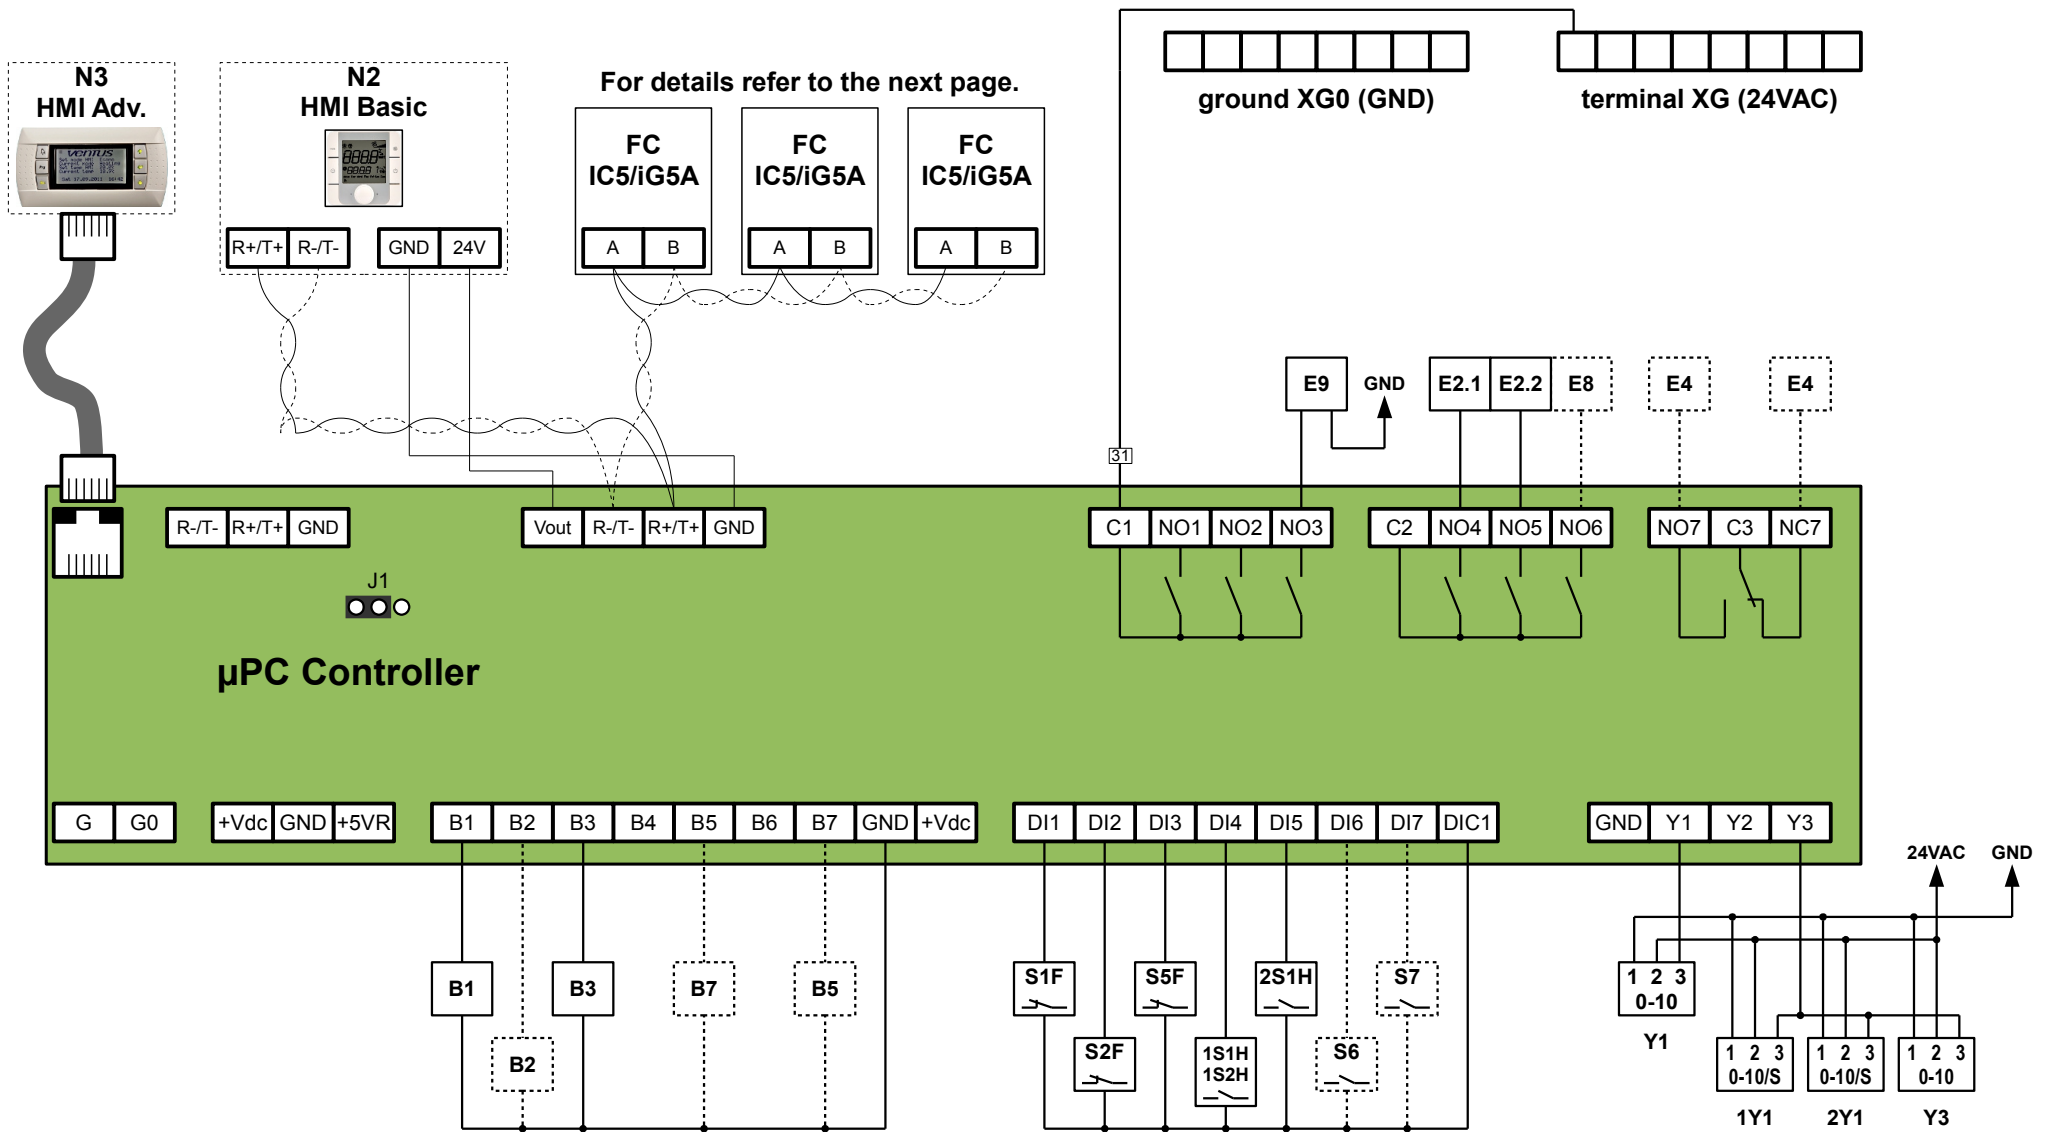 N3
HMI Adv.
ventus
N2
HMI Basic
For details refer to the next page.
ground XG0 (GND)
terminal XG (24VAC)
FC
IC5/iG5A
FC
IC5/iG5A
FC
IC5/iG5A
R+/T+ R-/T- GND 24V
A B A B A B
E9 GND E2.1 E2.2 E8 E4 E4
31
R-/T- R+/T+ GND
Vout R-/T- R+/T+ GND
C1 NO1 NO2 NO3
C2 NO4 NO5 NO6
NO7 C3 NC7
J1
µPC Controller
G G0
+Vdc GND +5VR
B1 B2 B3 B4 B5 B6 B7 GND +Vdc
DI1 DI2 DI3 DI4 DI5 DI6 DI7 DIC1
GND Y1 Y2 Y3
24VAC GND
B1 B3 B7 B5
B2
S1F S5F 2S1H S7
S2F
1S1H
1S2H
S6
1 2 3
0-10
Y1
1 2 3
0-10/S
1Y1
1 2 3
0-10/S
2Y1
1 2 3
0-10
Y3